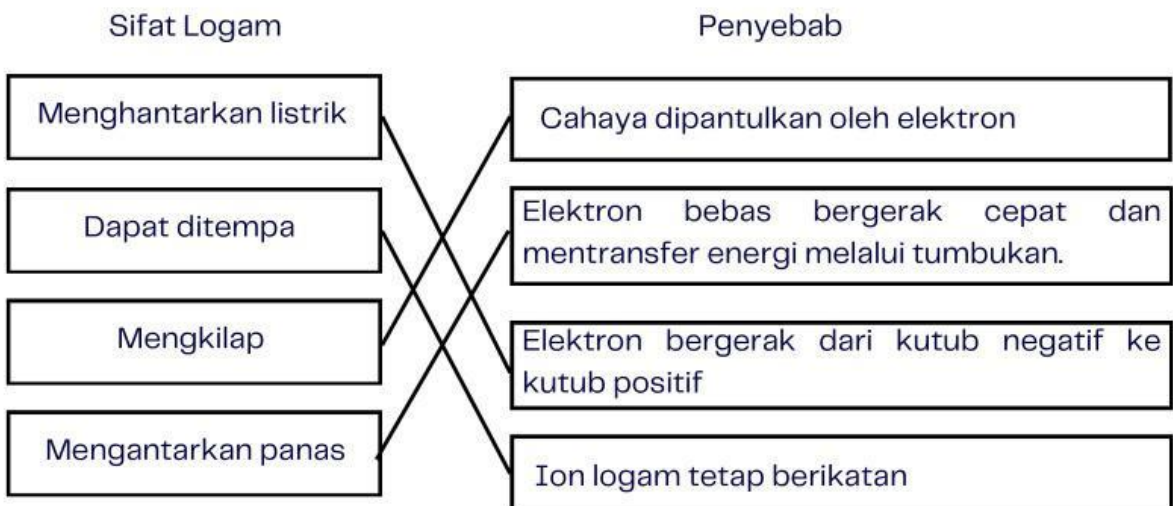 Sifat Logam
Penyebab
Menghantarkan listrik
Cahaya dipantulkan oleh elektron
Dapat ditempa
Elektron bebas bergerak cepat dan
mentransfer energi melalui tumbukan.
Mengkilap
Elektron bergerak dari kutub negatif ke
kutub positif
Mengantarkan panas
Ion logam tetap berikatan